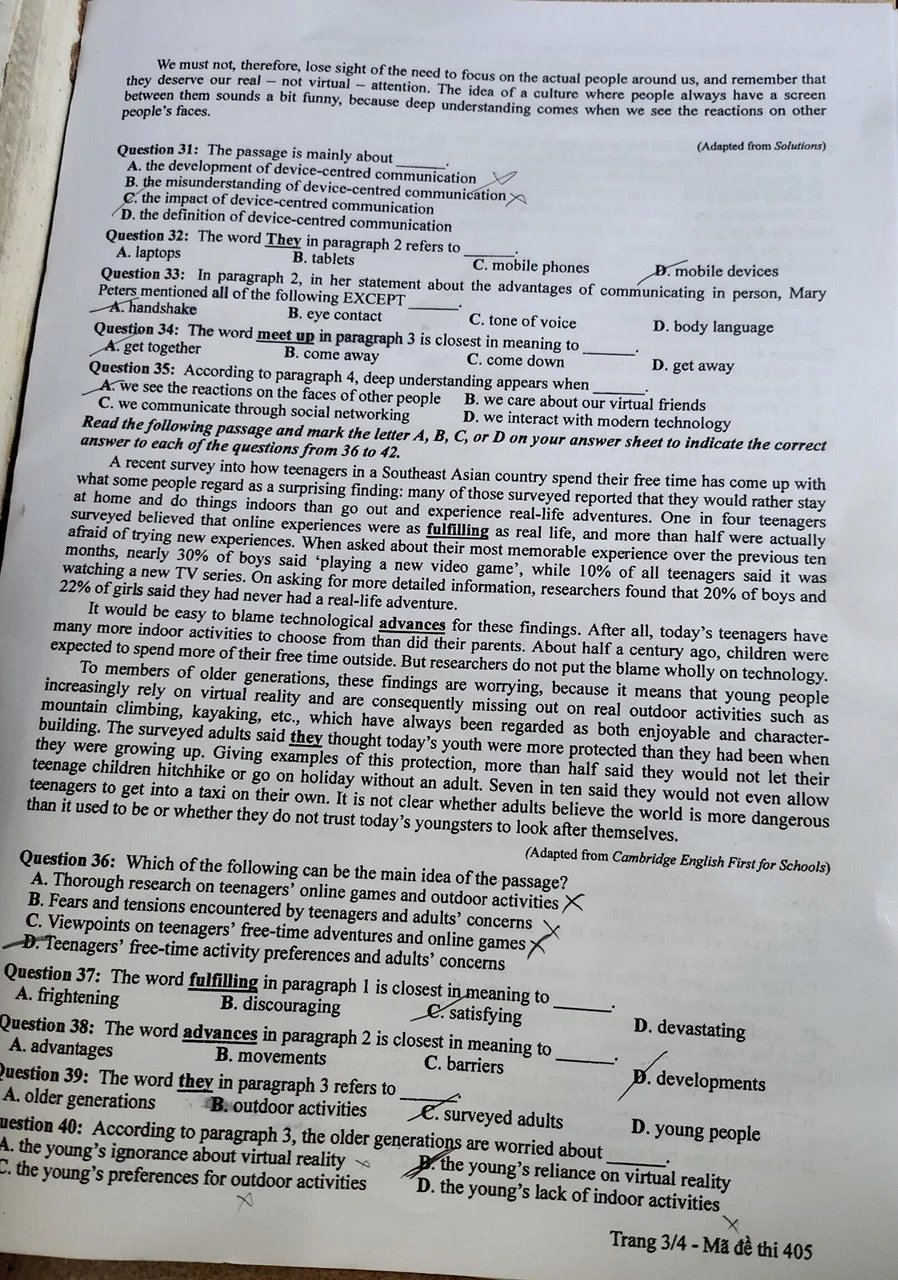 We must not, therefore, lose sight of the need to focus on the actual people around us, and remember that
they deserve our real – not virtual – attention. The idea of a culture where people always have a screen
between them sounds a bit funny, because deep understanding comes when we see the reactions on other
people's faces.
(Adapted from Solutions)
Question 31: The passage is mainly about ______.
A. the development of device-centred communication
B. the misunderstanding of device-centred communication
C. the impact of device-centred communication
D. the definition of device-centred communication
Question 32: The word They in paragraph 2 refers to ______.
A. laptops B. tablets C. mobile phones D. mobile devices
Question 33: In paragraph 2, in her statement about the advantages of communicating in person, Mary
Peters mentioned all of the following EXCEPT ______.
A. handshake B. eye contact C. tone of voice D. body language
Question 34: The word meet up in paragraph 3 is closest in meaning to ______.
A. get together B. come away C. come down D. get away
Question 35: According to paragraph 4, deep understanding appears when ______.
A. we see the reactions on the faces of other people B. we care about our virtual friends
C. we communicate through social networking D. we interact with modern technology
Read the following passage and mark the letter A, B, C, or D on your answer sheet to indicate the correct
answer to each of the questions from 36 to 42.
A recent survey into how teenagers in a Southeast Asian country spend their free time has come up with
what some people regard as a surprising finding: many of those surveyed reported that they would rather stay
at home and do things indoors than go out and experience real-life adventures. One in four teenagers
surveyed believed that online experiences were as fulfilling as real life, and more than half were actually
afraid of trying new experiences. When asked about their most memorable experience over the previous ten
months, nearly 30% of boys said 'playing a new video game', while 10% of all teenagers said it was
watching a new TV series. On asking for more detailed information, researchers found that 20% of boys and
22% of girls said they had never had a real-life adventure.
It would be easy to blame technological advances for these findings. After all, today's teenagers have
many more indoor activities to choose from than did their parents. About half a century ago, children were
expected to spend more of their free time outside. But researchers do not put the blame wholly on technology.
To members of older generations, these findings are worrying, because it means that young people
increasingly rely on virtual reality and are consequently missing out on real outdoor activities such as
mountain climbing, kayaking, etc., which have always been regarded as both enjoyable and character-
building. The surveyed adults said they thought today's youth were more protected than they had been when
they were growing up. Giving examples of this protection, more than half said they would not let their
teenage children hitchhike or go on holiday without an adult. Seven in ten said they would not even allow
teenagers to get into a taxi on their own. It is not clear whether adults believe the world is more dangerous
than it used to be or whether they do not trust today's youngsters to look after themselves.
(Adapted from Cambridge English First for Schools)
Question 36: Which of the following can be the main idea of the passage?
A. Thorough research on teenagers' online games and outdoor activities
B. Fears and tensions encountered by teenagers and adults' concerns
C. Viewpoints on teenagers' free-time adventures and online games
D. Teenagers' free-time activity preferences and adults' concerns
Question 37: The word fulfilling in paragraph 1 is closest in meaning to ______.
A. frightening B. discouraging C. satisfying D. devastating
Question 38: The word advances in paragraph 2 is closest in meaning to ______.
A. advantages B. movements C. barriers D. developments
Question 39: The word they in paragraph 3 refers to ______.
A. older generations B. outdoor activities C. surveyed adults D. young people
uestion 40: According to paragraph 3, the older generations are worried about ______.
A. the young's ignorance about virtual reality B. the young's reliance on virtual reality
C. the young's preferences for outdoor activities D. the young's lack of indoor activities
Trang 3/4 - Mã đề thi 405